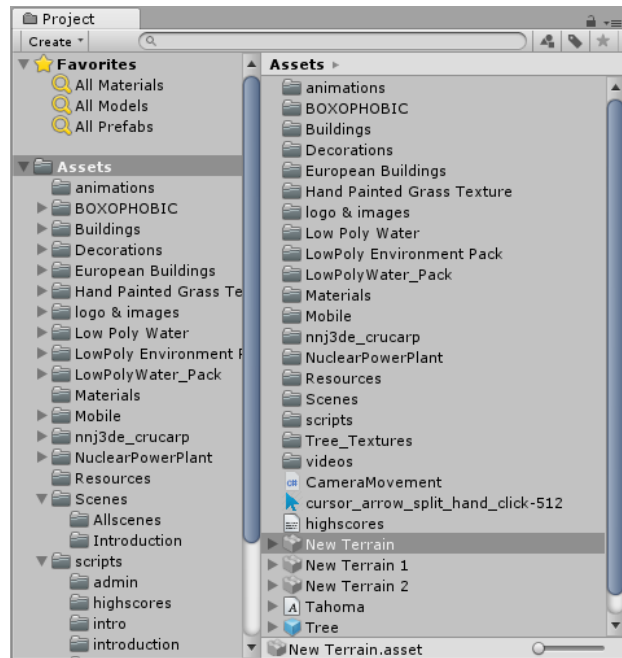 Project
Create
Favorites
All Materials
All Models
All Prefabs
Assets
animations
BOXOPHOBIC
Buildings
Decorations
European Buildings
Hand Painted Grass Te
logo & images
Low Poly Water
LowPoly Environment P
LowPolyWater_Pack
Materials
Mobile
nnj3de_crucarp
NuclearPowerPlant
Resources
Scenes
Allscenes
Introduction
scripts
admin
highscores
intro
introduction
Assets
animations
BOXOPHOBIC
Buildings
Decorations
European Buildings
Hand Painted Grass Texture
logo & images
Low Poly Water
LowPoly Environment Pack
LowPolyWater_Pack
Materials
Mobile
nnj3de_crucarp
NuclearPowerPlant
Resources
Scenes
scripts
Tree_Textures
videos
C# CameraMovement
cursor_arrow_split_hand_click-512
highscores
New Terrain
New Terrain 1
New Terrain 2
A Tahoma
Tree
New Terrain.asset